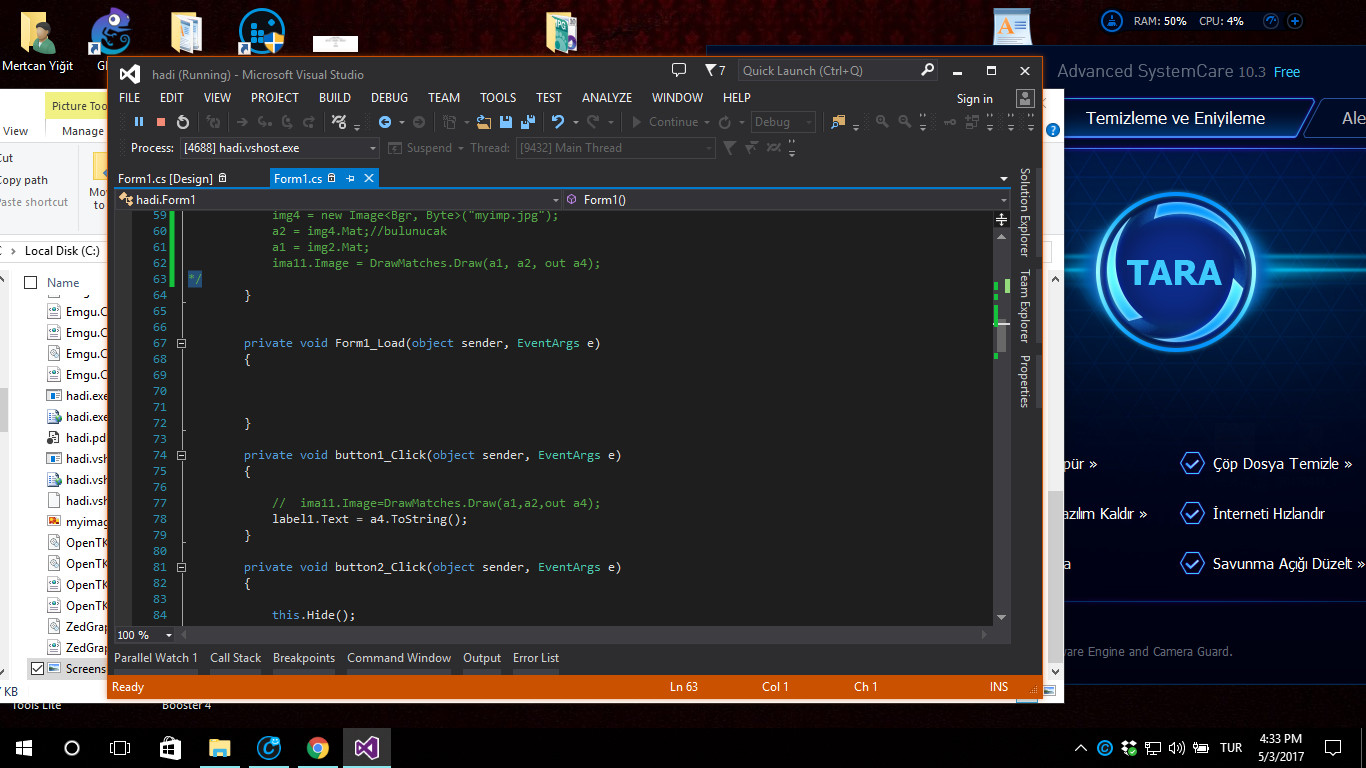 Mertcan Yiğit
RAM: 50% CPU: 4%
Advanced SystemCare 10.3 Free
Temizleme ve Eniyileme
TARA
Çöp Dosya Temizle »
azılım Kaldır »
İnterneti Hızlandır
Savunma Açığı Düzelt »
ware Engine and Camera Guard.
Picture Too
View
Manage
Cut
Copy path
Paste shortcut
Mov
to
Local Disk (C:)
Name
Emgu.C
Emgu.C
Emgu.C
Emgu.C
hadi.exe
hadi.exe
hadi.pd
hadi.vsh
hadi.vsh
hadi.vsh
myimag
OpenTK
OpenTK
OpenTK
OpenTK
ZedGrap
ZedGrap
Screens
KB
Tools Lite
Booster 4
hadi (Running) - Microsoft Visual Studio
7
Quick Launch (Ctrl+Q)
FILE EDIT VIEW PROJECT BUILD DEBUG TEAM TOOLS TEST ANALYZE WINDOW HELP
Sign in
Continue
Debug
Process: [4688] hadi.vshost.exe
Suspend
Thread: [9432] Main Thread
Form1.cs [Design]
Form1.cs
hadi.Form1
Form1()
59 img4 = new Image<Bgr, Byte>("myimp.jpg");
60 a2 = img4.Mat;//bulunucak
61 a1 = img2.Mat;
62 ima11.Image = DrawMatches.Draw(a1, a2, out a4);
63 */
64 }
65
66
67 private void Form1_Load(object sender, EventArgs e)
68 {
69
70
71
72 }
73
74 private void button1_Click(object sender, EventArgs e)
75 {
76
77 // ima11.Image=DrawMatches.Draw(a1,a2,out a4);
78 label1.Text = a4.ToString();
79 }
80
81 private void button2_Click(object sender, EventArgs e)
82 {
83
84 this.Hide();
100 %
Solution Explorer
Team Explorer
Properties
Parallel Watch 1 Call Stack Breakpoints Command Window Output Error List
Ready
Ln 63 Col 1 Ch 1 INS
TUR
4:33 PM
5/3/2017